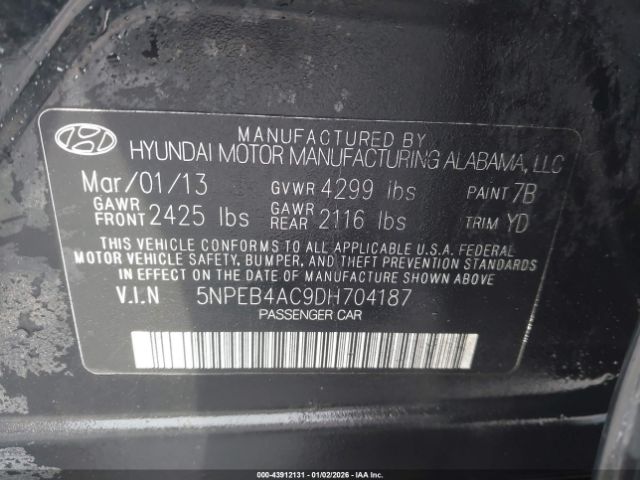 MANUFACTURED BY
HYUNDAI MOTOR MANUFACTURING ALABAMA, LLC
Mar/01/13 GVWR 4299 lbs PAINT 7B
GAWR FRONT 2425 lbs GAWR REAR 2116 lbs TRIM YD
THIS VEHICLE CONFORMS TO ALL APPLICABLE U.S.A. FEDERAL
MOTOR VEHICLE SAFETY, BUMPER, AND THEFT PREVENTION STANDARDS
IN EFFECT ON THE DATE OF MANUFACTURE SHOWN ABOVE.
V.I.N 5NPEB4AC9DH704187
PASSENGER CAR
000-43912131 - 01/02/2026 - IAA Inc.